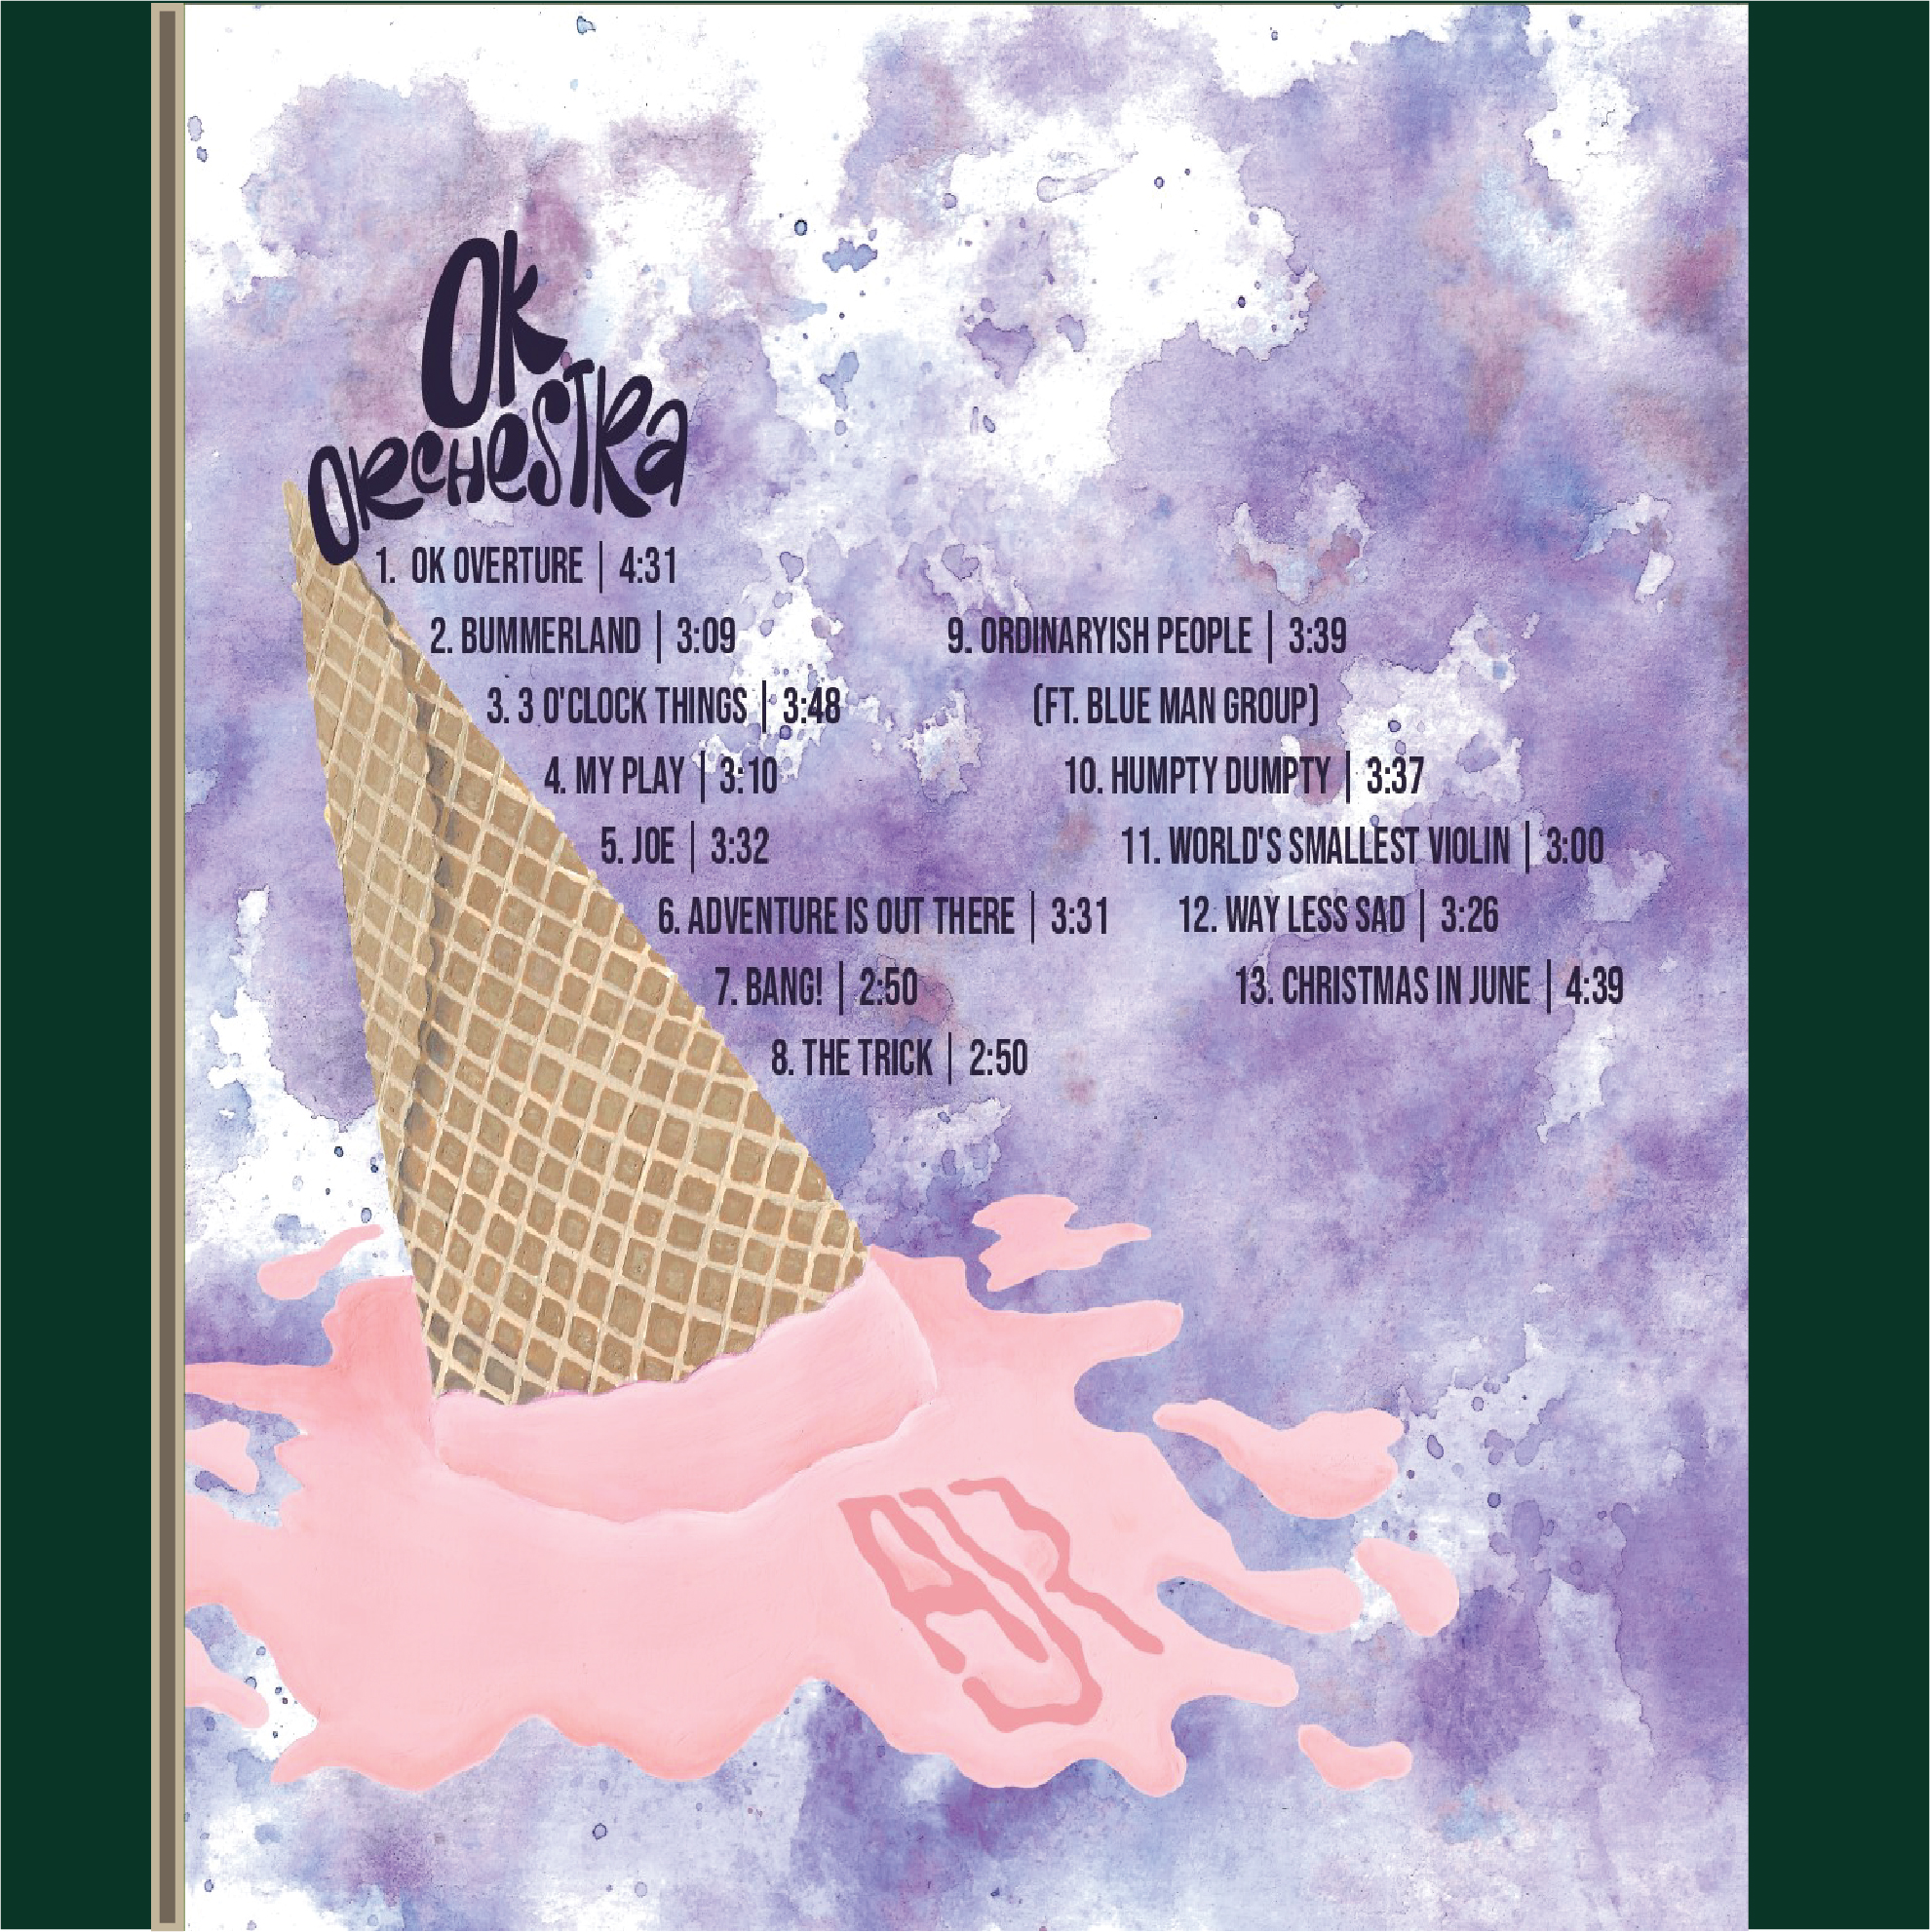 OK
ORCHESTRA
1. OK OVERTURE | 4:31
2. BUMMERLAND | 3:09
3. 3 O'CLOCK THINGS | 3:48
4. MY PLAY | 3:10
5. JOE | 3:32
6. ADVENTURE IS OUT THERE | 3:31
7. BANG! | 2:50
8. THE TRICK | 2:50
9. ORDINARYISH PEOPLE | 3:39
(FT. BLUE MAN GROUP)
10. HUMPTY DUMPTY | 3:37
11. WORLD'S SMALLEST VIOLIN | 3:00
12. WAY LESS SAD | 3:26
13. CHRISTMAS IN JUNE | 4:39
AJR